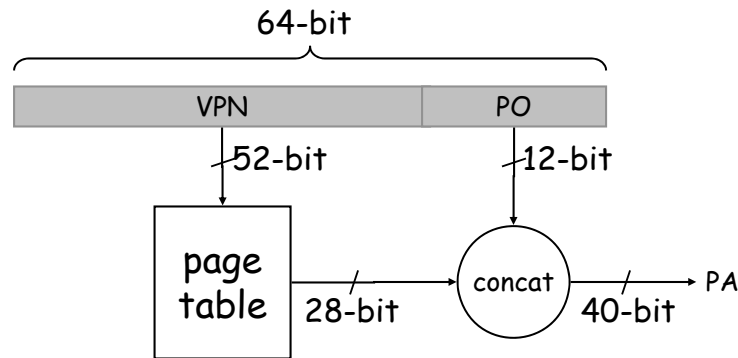 64-bit
VPN
PO
52-bit
12-bit
page
table
28-bit
concat
40-bit
PA